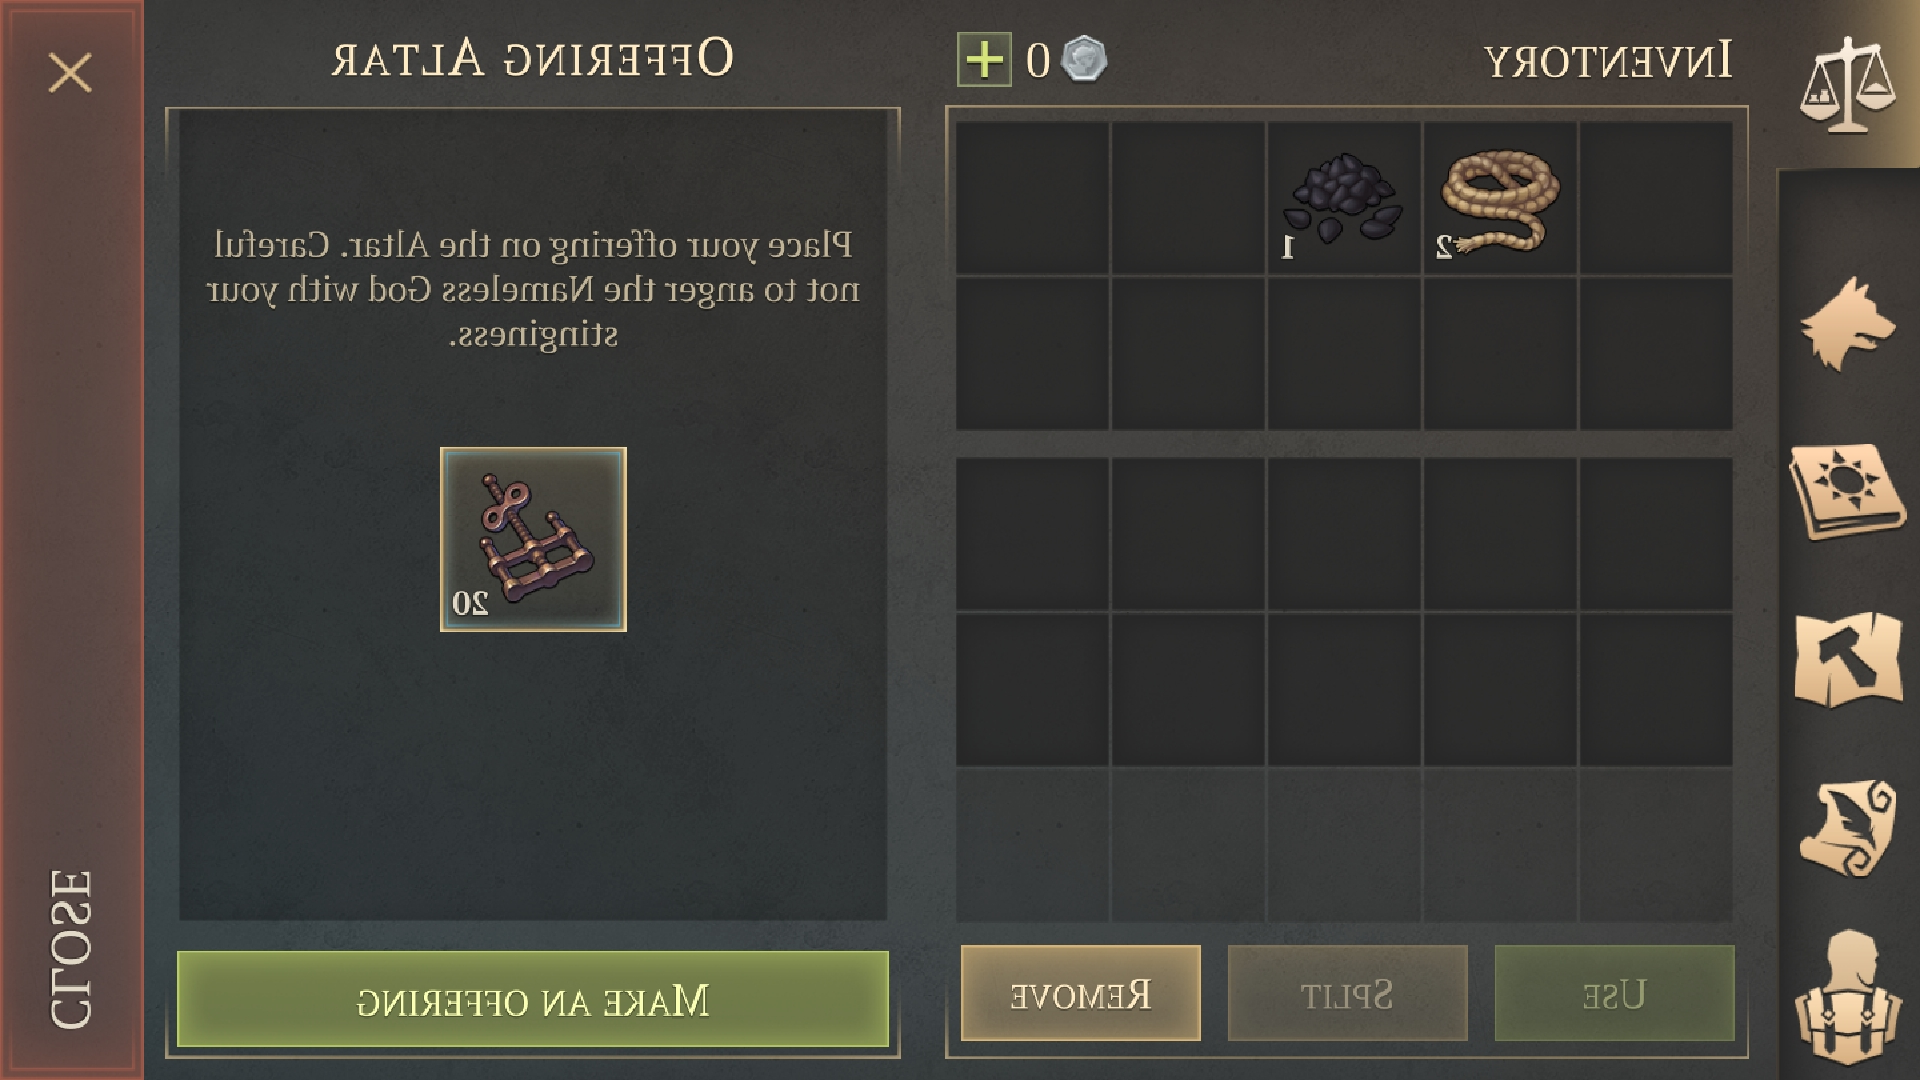 INVENTORY
0
OFFERING ALTAR
2
1
Place your offering on the Altar. Careful
not to anger the Nameless God with your
stinginess.
20
USE
SPLIT
REMOVE
MAKE AN OFFERING
CLOSE